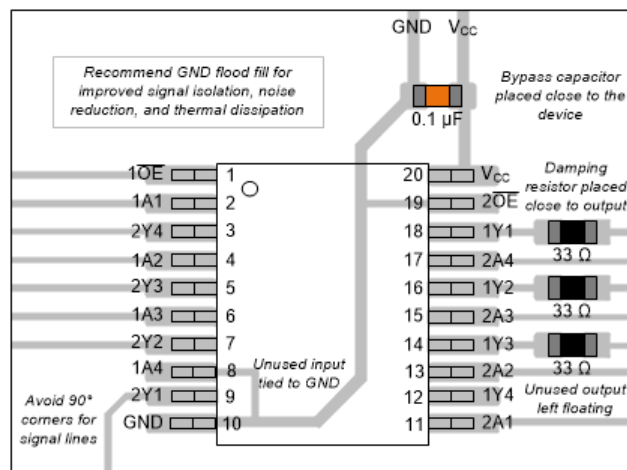 GND VCC
Recommend GND flood fill for
improved signal isolation, noise
reduction, and thermal dissipation
Bypass capacitor
placed close to the
device
0.1 µF
1O̅E̅ 1 20 VCC
1A1 2 19 2O̅E̅
2Y4 3 18 1Y1
1A2 4 17 2A4
2Y3 5 16 1Y2
1A3 6 15 2A3
2Y2 7 14 1Y3
1A4 8 13 2A2
2Y1 9 12 1Y4
GND 10 11 2A1
Damping
resistor placed
close to output
33 Ω
33 Ω
33 Ω
Unused input
tied to GND
Unused output
left floating
Avoid 90°
corners for
signal lines